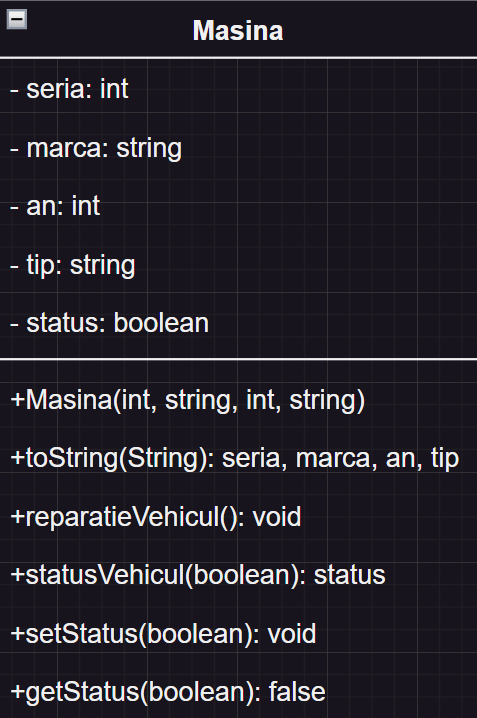 Masina
- seria: int
- marca: string
- an: int
- tip: string
- status: boolean
+Masina(int, string, int, string)
+toString(String): seria, marca, an, tip
+reparatieVehicul(): void
+statusVehicul(boolean): status
+setStatus(boolean): void
+getStatus(boolean): false